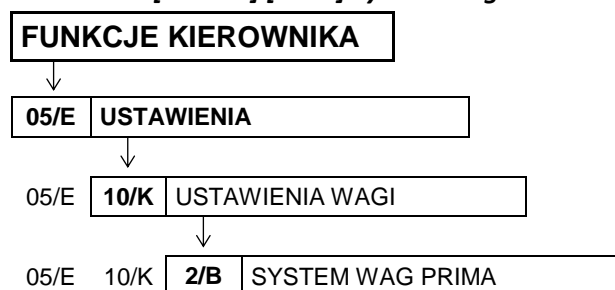 FUNKCJE KIEROWNIKA
05/E USTAWIENIA
05/E 10/K USTAWIENIA WAGI
05/E 10/K 2/B SYSTEM WAG PRIMA